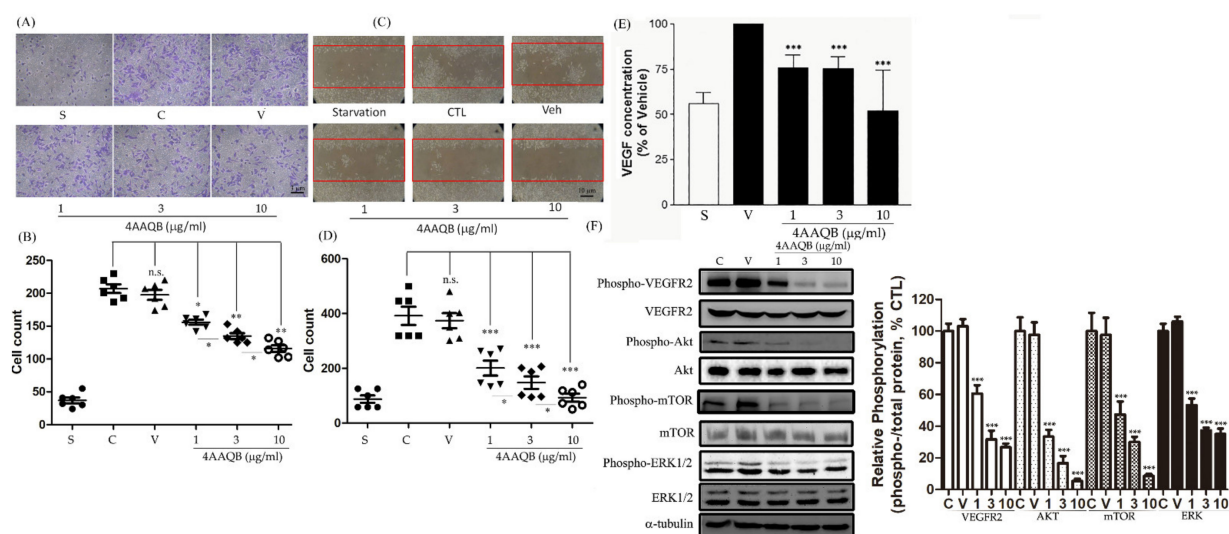 (A)
S
C
V
1 μm
1
3
10
4AAQB (μg/ml)
(B)
Cell count
250
200
150
100
50
0
n.s.
*
**
**
*
*
S
C
V
1
3
10
4AAQB (μg/ml)
(C)
Starvation
CTL
Veh
10 μm
1
3
10
4AAQB (μg/ml)
(D)
Cell count
600
400
200
0
n.s.
***
***
***
*
*
S
C
V
1
3
10
4AAQB (μg/ml)
(E)
VEGF concentration
(% of Vehicle)
100
75
50
25
0
***
***
***
S
V
1
3
10
4AAQB (μg/ml)
(F)
4AAQB (μg/ml)
C V 1 3 10
Phospho-VEGFR2
VEGFR2
Phospho-Akt
Akt
Phospho-mTOR
mTOR
Phospho-ERK1/2
ERK1/2
α-tubulin
Relative Phosphorylation
(phospho-/total protein, % CTL)
120
100
80
60
40
20
0
*** *** ***
*** *** ***
*** *** ***
*** *** ***
C V 1 3 10 C V 1 3 10 C V 1 3 10 C V 1 3 10
VEGFR2 AKT mTOR ERK